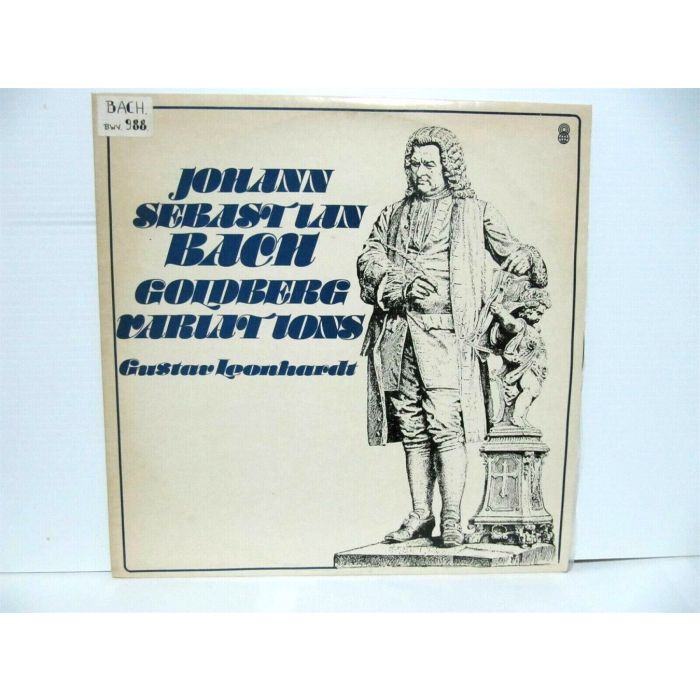 BACH.
BWV. 988.
JOHANN
SEBASTIAN
BACH
GOLDBERG
VARIATIONS
Gustav Leonhardt